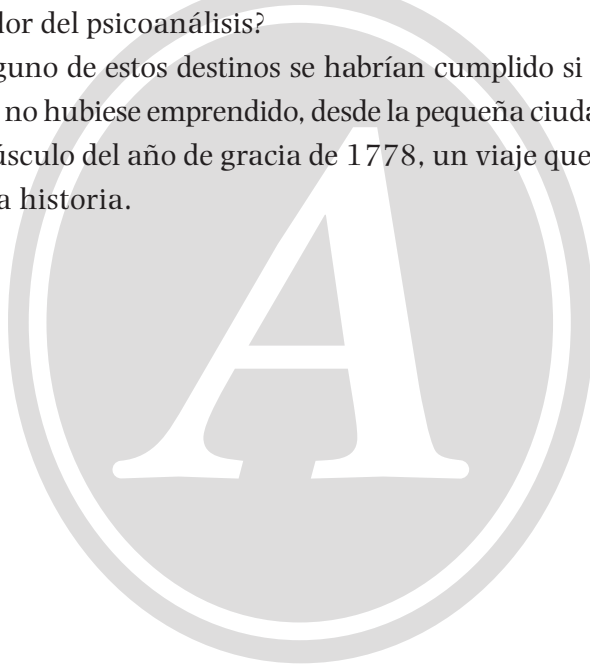 lor del psicoanálisis?
guno de estos destinos se habrían cumplido si
no hubiese emprendido, desde la pequeña ciuda
úsculo del año de gracia de 1778, un viaje que
a historia.
A